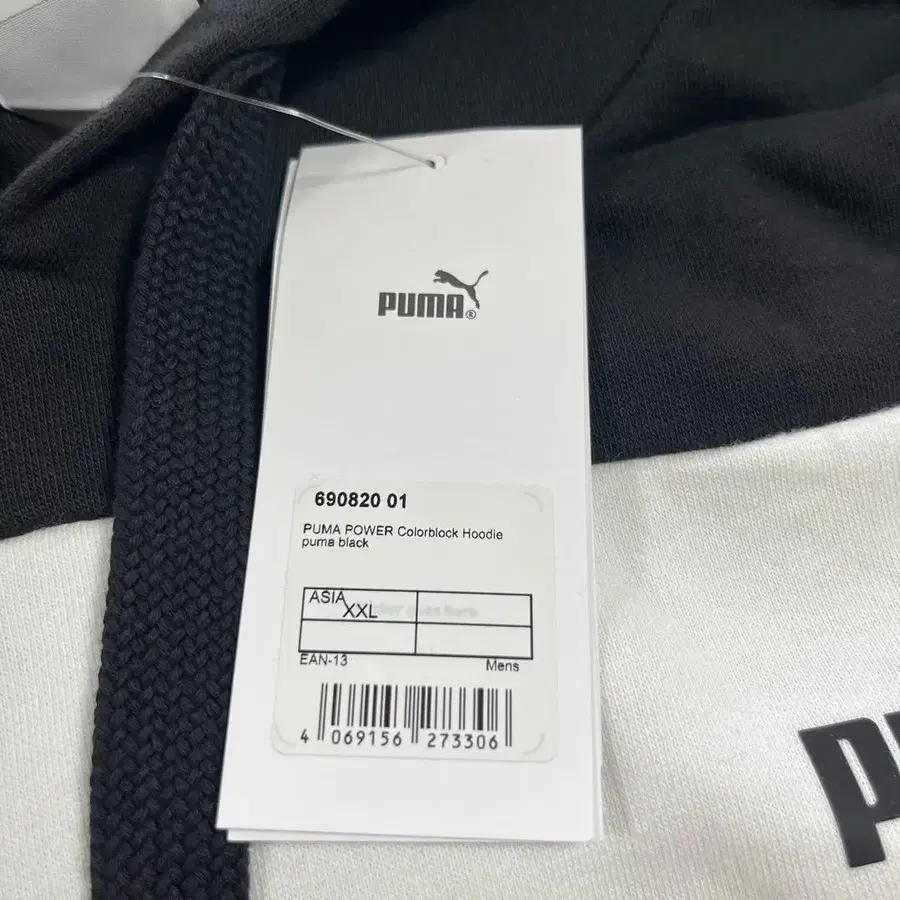 PUMA®
690820 01
PUMA POWER Colorblock Hoodie
puma black
ASIA
XXL
EAN-13
Mens
4 069156 273306
PU